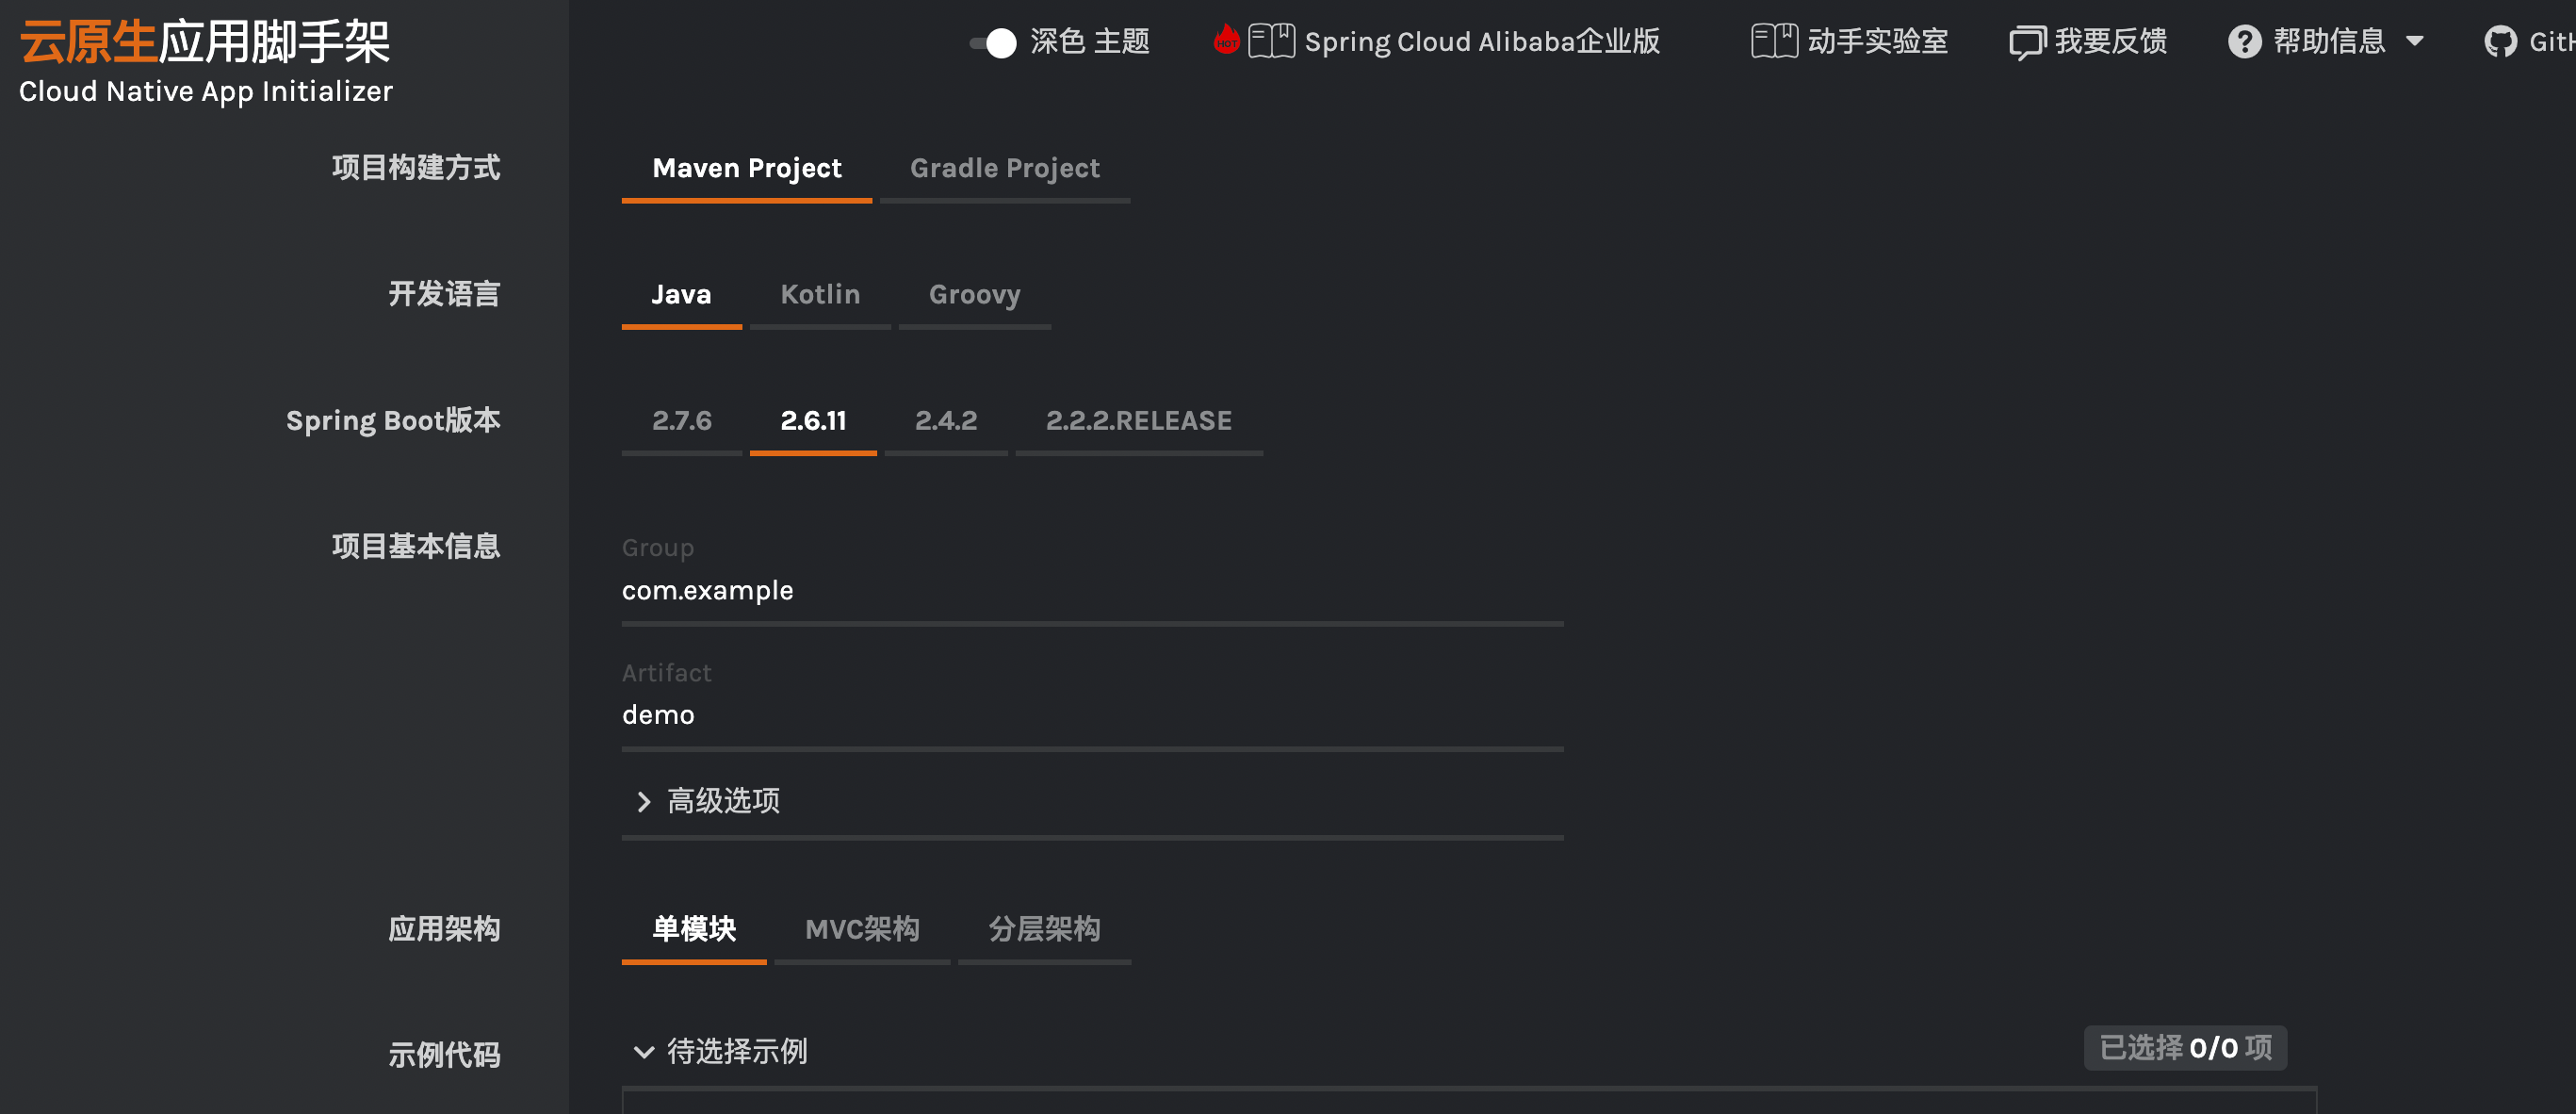 云原生应用脚手架
Cloud Native App Initializer
深色 主题
HOT
Spring Cloud Alibaba企业版
动手实验室
我要反馈
帮助信息
项目构建方式
Maven Project
Gradle Project
开发语言
Java
Kotlin
Groovy
Spring Boot版本
2.7.6
2.6.11
2.4.2
2.2.2.RELEASE
项目基本信息
Group
com.example
Artifact
demo
高级选项
应用架构
单模块
MVC架构
分层架构
示例代码
待选择示例
已选择 0/0 项